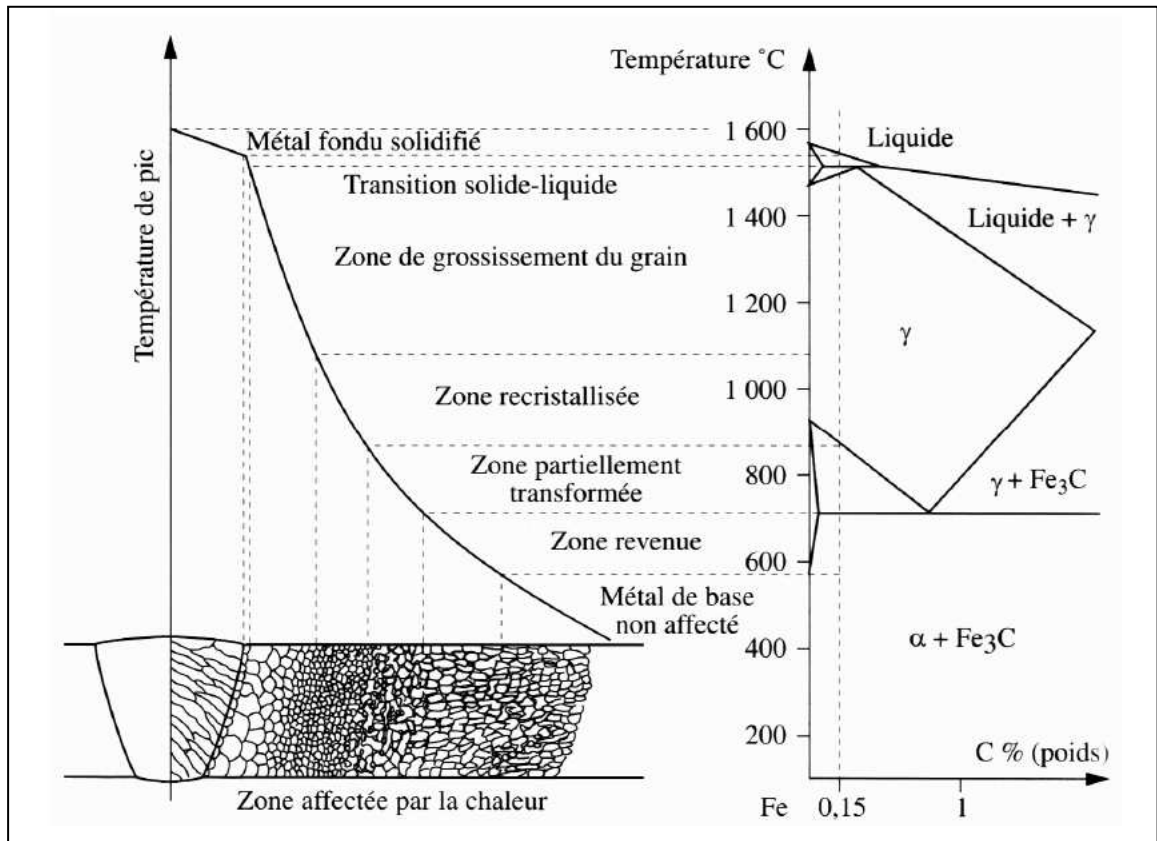 Température de pic
Métal fondu solidifié
Transition solide-liquide
Zone de grossissement du grain
Zone recristallisée
Zone partiellement
transformée
Zone revenue
Métal de base
non affecté
Zone affectée par la chaleur
Température °C
1 600
1 400
1 200
1 000
800
600
400
200
Liquide
Liquide + γ
γ
γ + Fe₃C
α + Fe₃C
C % (poids)
Fe 0,15 1